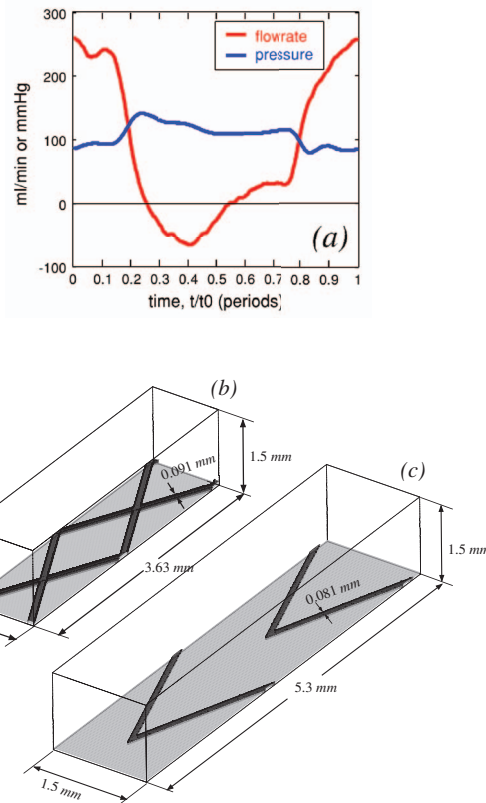 flowrate
pressure
ml/min or mmHg
300
200
100
0
-100
0 0.1 0.2 0.3 0.4 0.5 0.6 0.7 0.8 0.9 1
time, t/t0 (periods)
(a)
(b)
0.091 mm
1.5 mm
3.63 mm
(c)
0.081 mm
1.5 mm
5.3 mm
1.5 mm